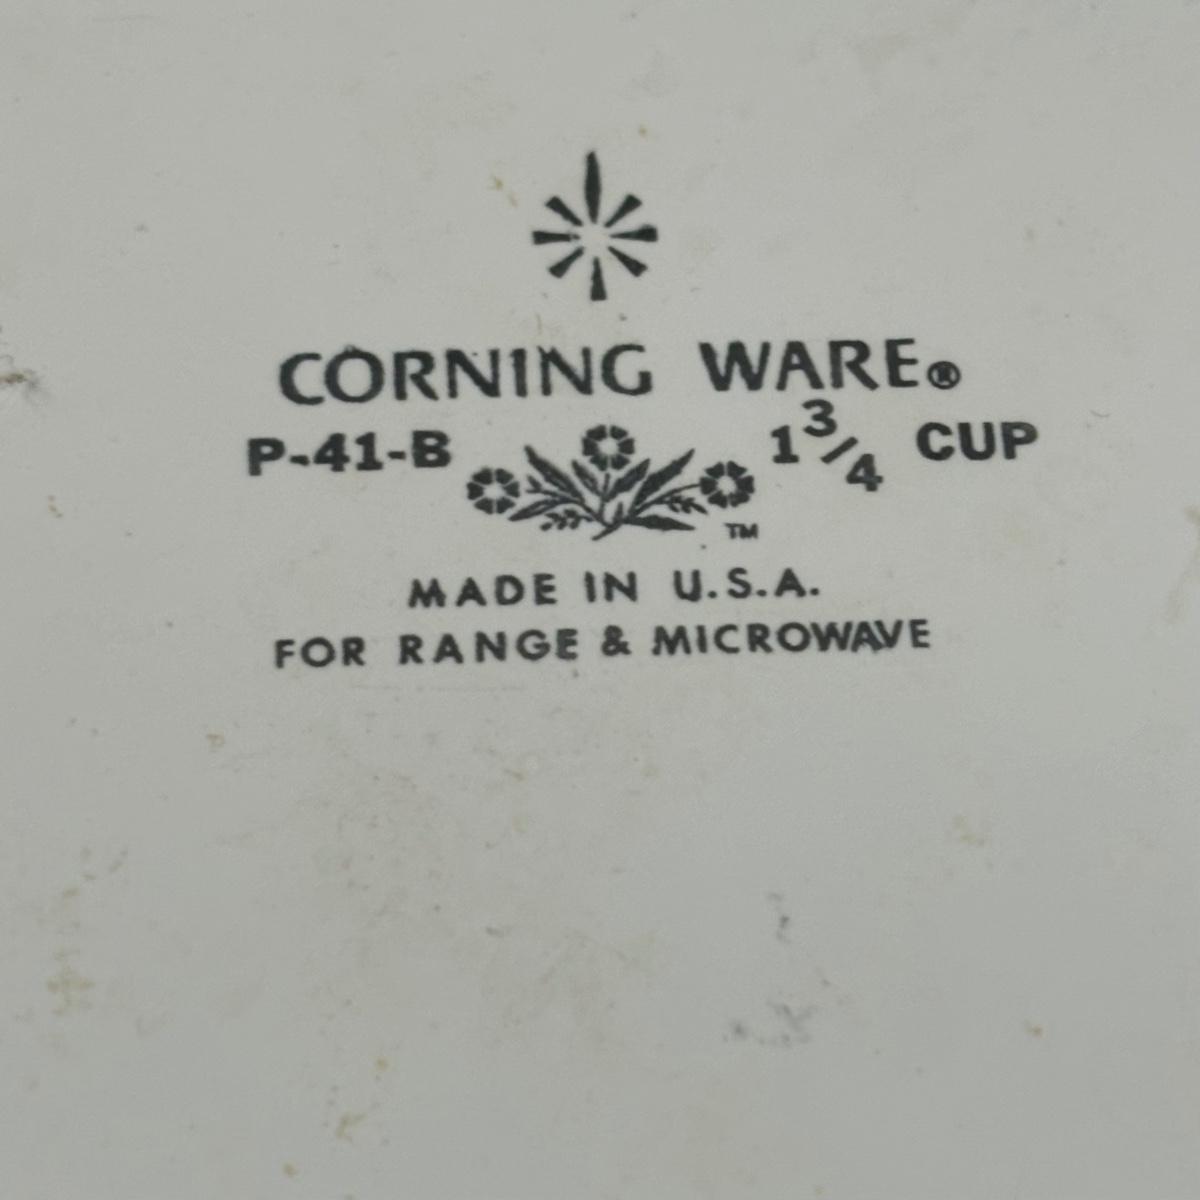 CORNING WARE®
P-41-B 1 3/4 CUP
TM
MADE IN U.S.A.
FOR RANGE & MICROWAVE